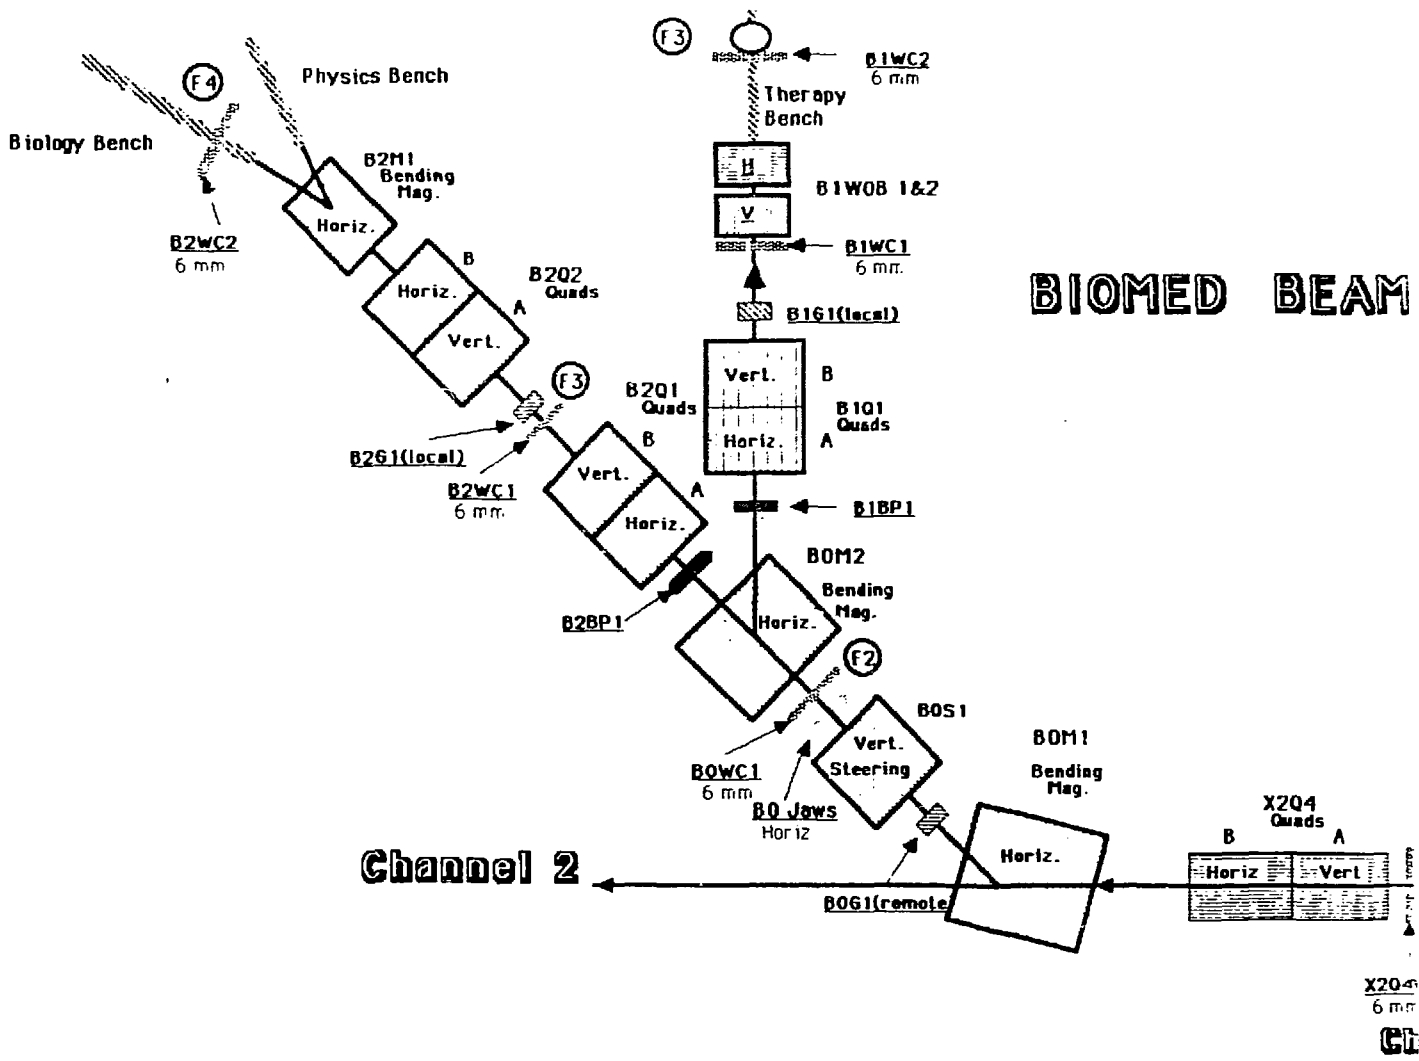 F3
B1WC2
6 mm
Physics Bench
F4
Therapy
Bench
Biology Bench
B2M1
Bending
Mag.
H
B1WOB 1&2
V
Horiz.
B2WC2
6 mm
B1WC1
6 mm
B
Horiz.
B2Q2
Quads
A
BIOMED BEAM
B1G1(local)
Vert.
F3
Vert.
B
B2Q1
Quads
B1Q1
Quads
B
Horiz.
A
B2G1(local)
Vert.
B2WC1
6 mm
A
B1BP1
Horiz.
B0M2
Bending
Mag.
B2BP1
Horiz.
F2
B0S1
B0M1
Vert.
Steering
Bending
Mag.
B0WC1
6 mm
B0 Jaws
Horiz
X2Q4
Quads
B A
Horiz.
Channel 2
Horiz Vert
B0G1(remote
X2Q4
6 mm
Ch